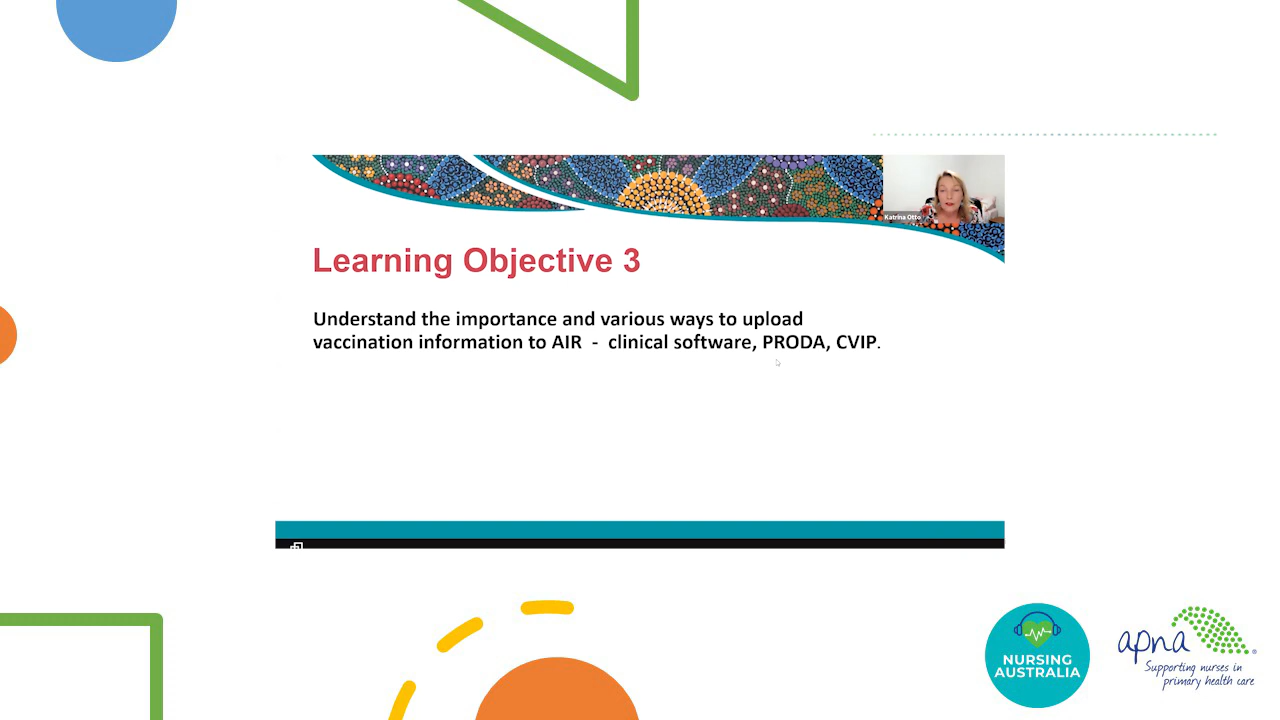 Katrina Otto
Learning Objective 3
Understand the importance and various ways to upload
vaccination information to AIR - clinical software, PRODA, CVIP.
NURSING
AUSTRALIA
apna
Supporting nurses in
primary health care